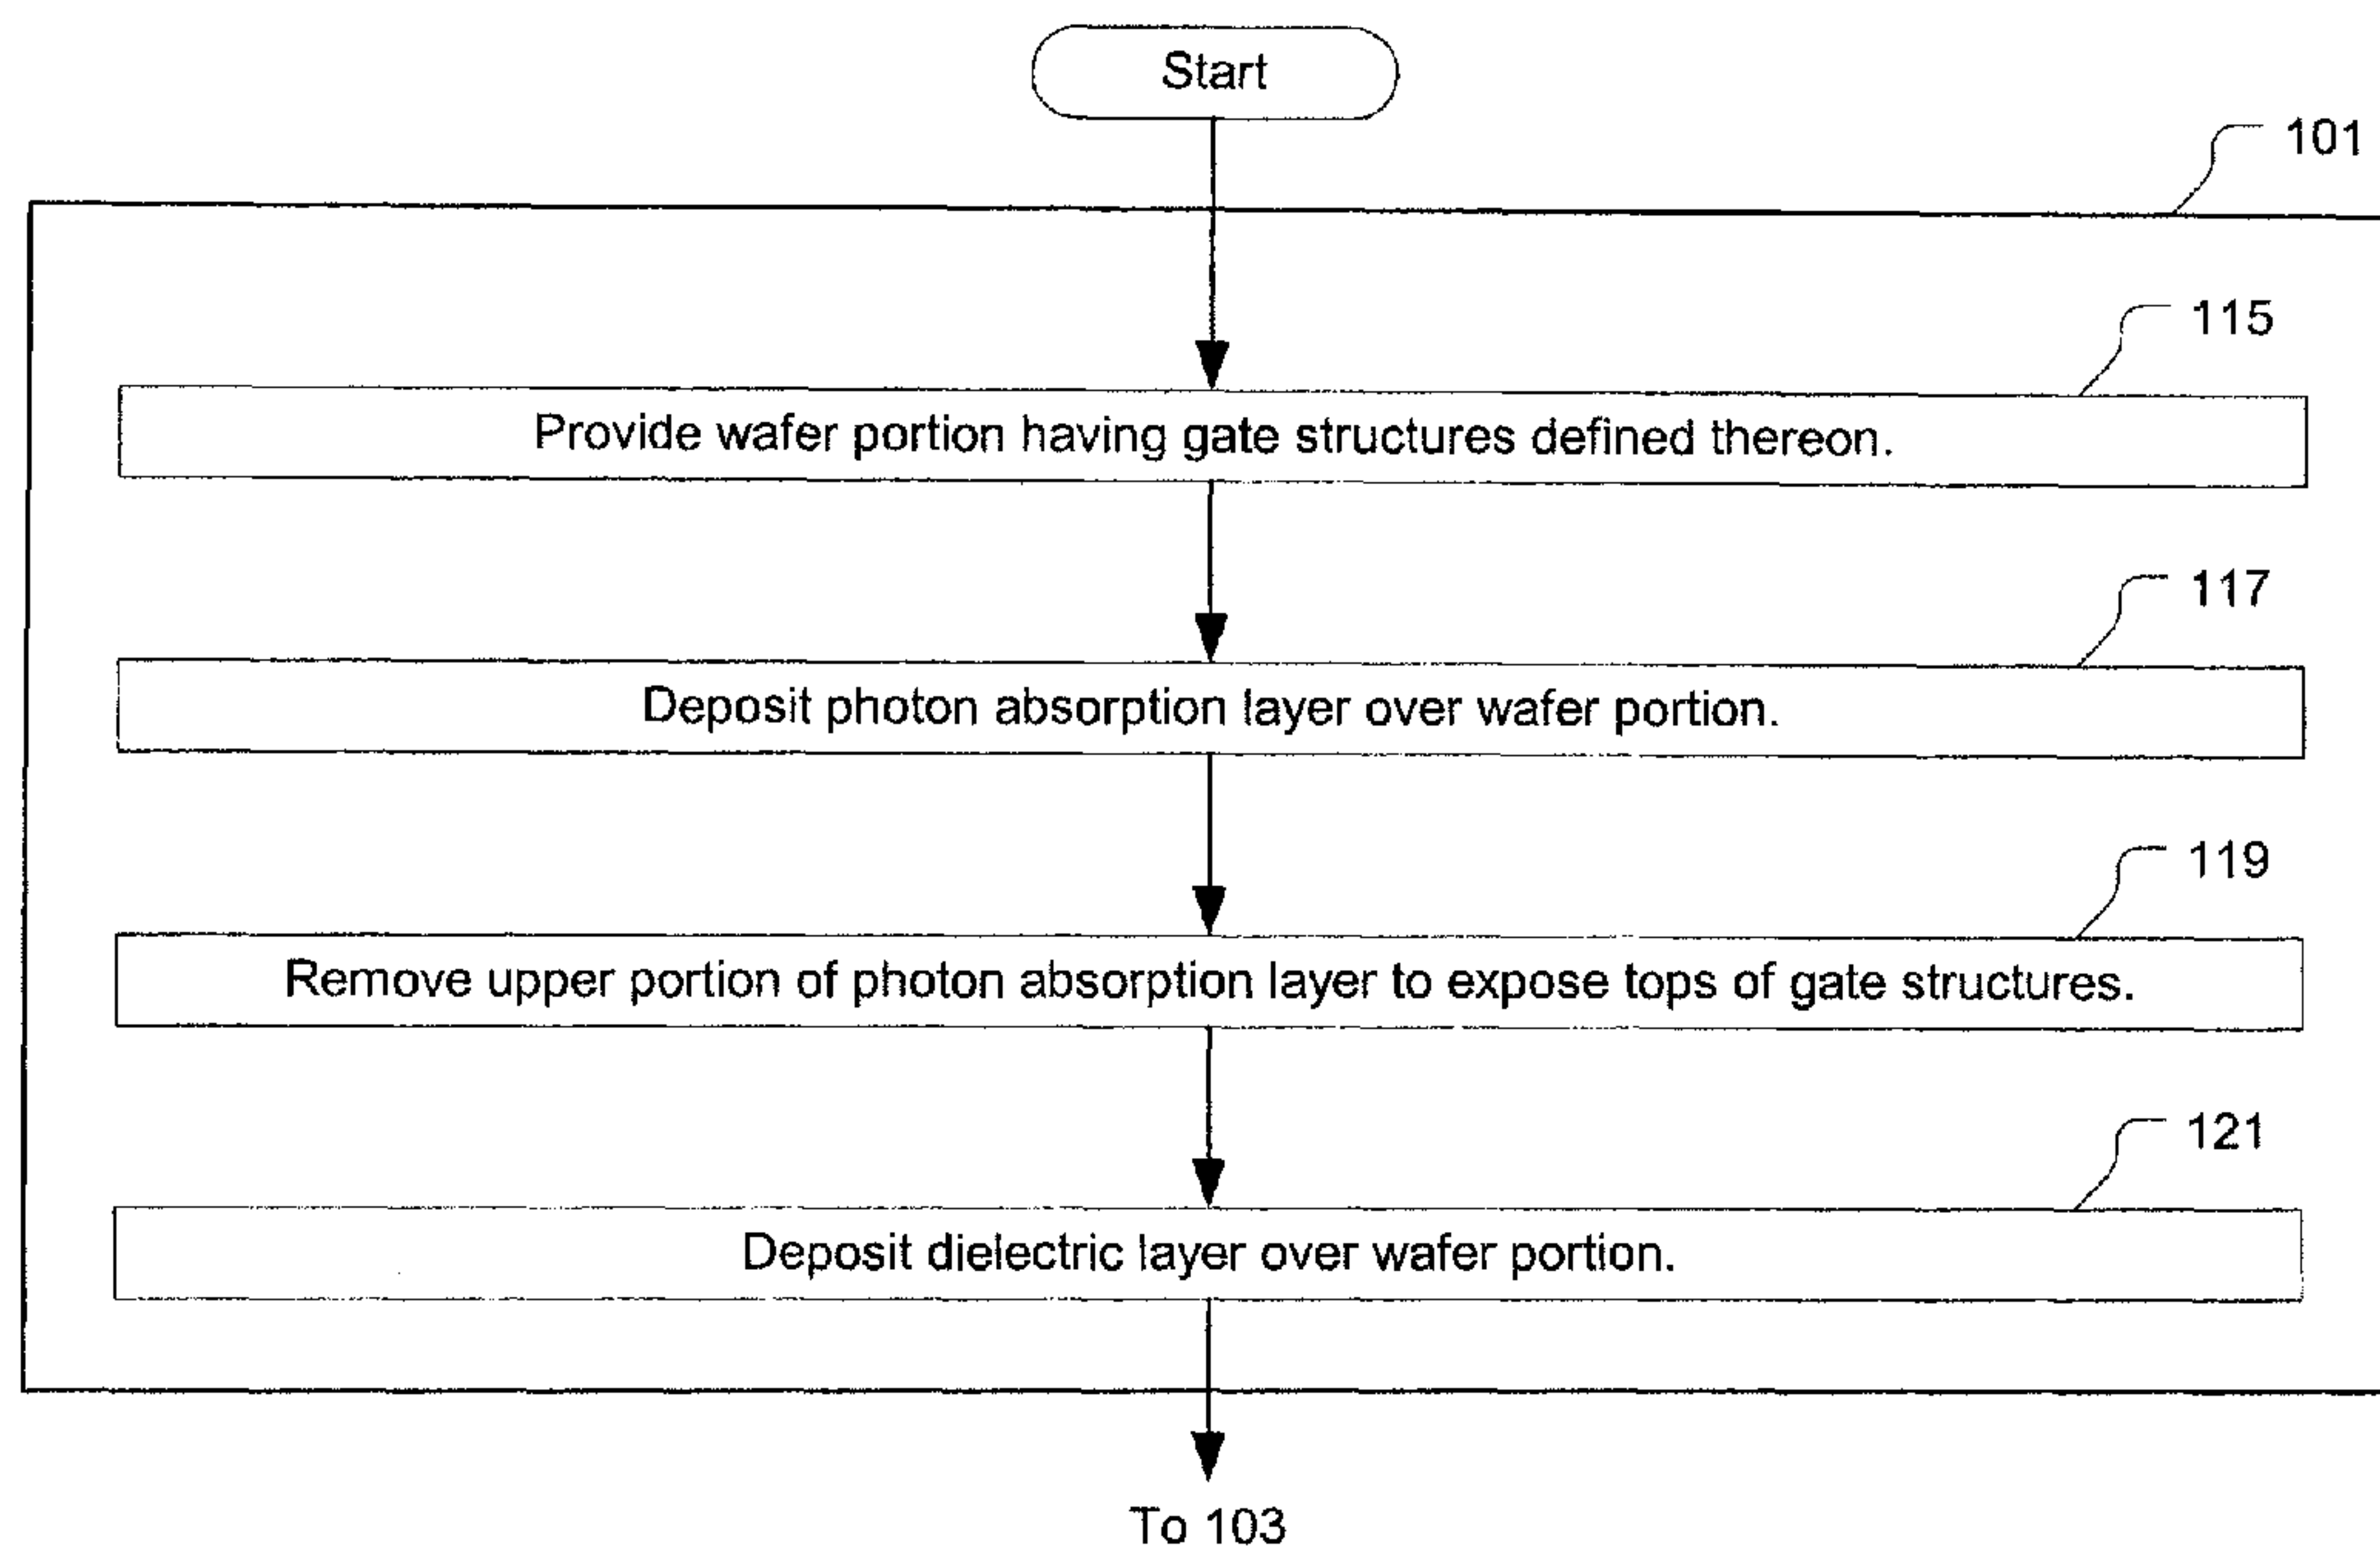 Start
101
115
Provide wafer portion having gate structures defined thereon.
117
Deposit photon absorption layer over wafer portion.
119
Remove upper portion of photon absorption layer to expose tops of gate structures.
121
Deposit dielectric layer over wafer portion.
To 103